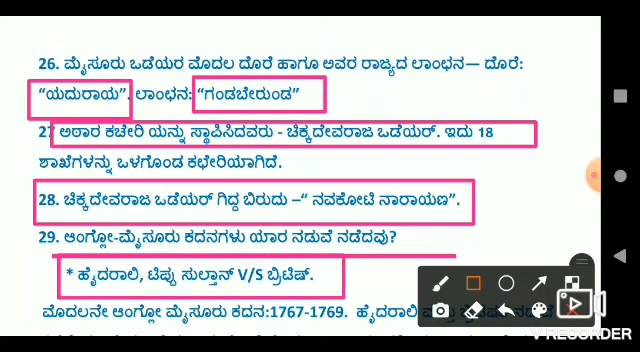 26. ಮೈಸೂರು ಒಡೆಯರ ಮೊದಲ ದೊರೆ ಹಾಗೂ ಅವರ ರಾಜ್ಯದ ಲಾಂಛನ— ದೊರೆ:
“ಯದುರಾಯ”. ಲಾಂಛನ: “ಗಂಡಬೇರುಂಡ”
27 ಅಠಾರ ಕಚೇರಿ ಯನ್ನು ಸ್ಥಾಪಿಸಿದವರು - ಚಿಕ್ಕದೇವರಾಜ ಒಡೆಯರ್. ಇದು 18
ಶಾಖೆಗಳನ್ನು ಒಳಗೊಂಡ ಕಛೇರಿಯಾಗಿದೆ.
28. ಚಿಕ್ಕದೇವರಾಜ ಒಡೆಯರ್ ಗಿದ್ದ ಬಿರುದು –“ ನವಕೋಟಿ ನಾರಾಯಣ”.
29. ಆಂಗ್ಲೋ-ಮೈಸೂರು ಕದನಗಳು ಯಾರ ನಡುವೆ ನಡೆದವು?
* ಹೈದರಾಲಿ, ಟಿಪ್ಪು ಸುಲ್ತಾನ್ V/S ಬ್ರಿಟಿಷ್.
ಮೊದಲನೇ ಆಂಗ್ಲೋ ಮೈಸೂರು ಕದನ:1767-1769. ಹೈದರಾಲಿ
VRECORDER